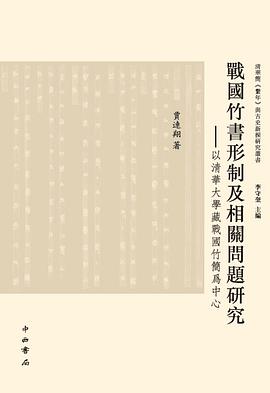 清華簡《繫年》與古史新探研究叢書
李守奎 主編
戰國竹書形制及相關問題研究
——以清華大學藏戰國竹簡爲中心
賈連翔 著
中西書局